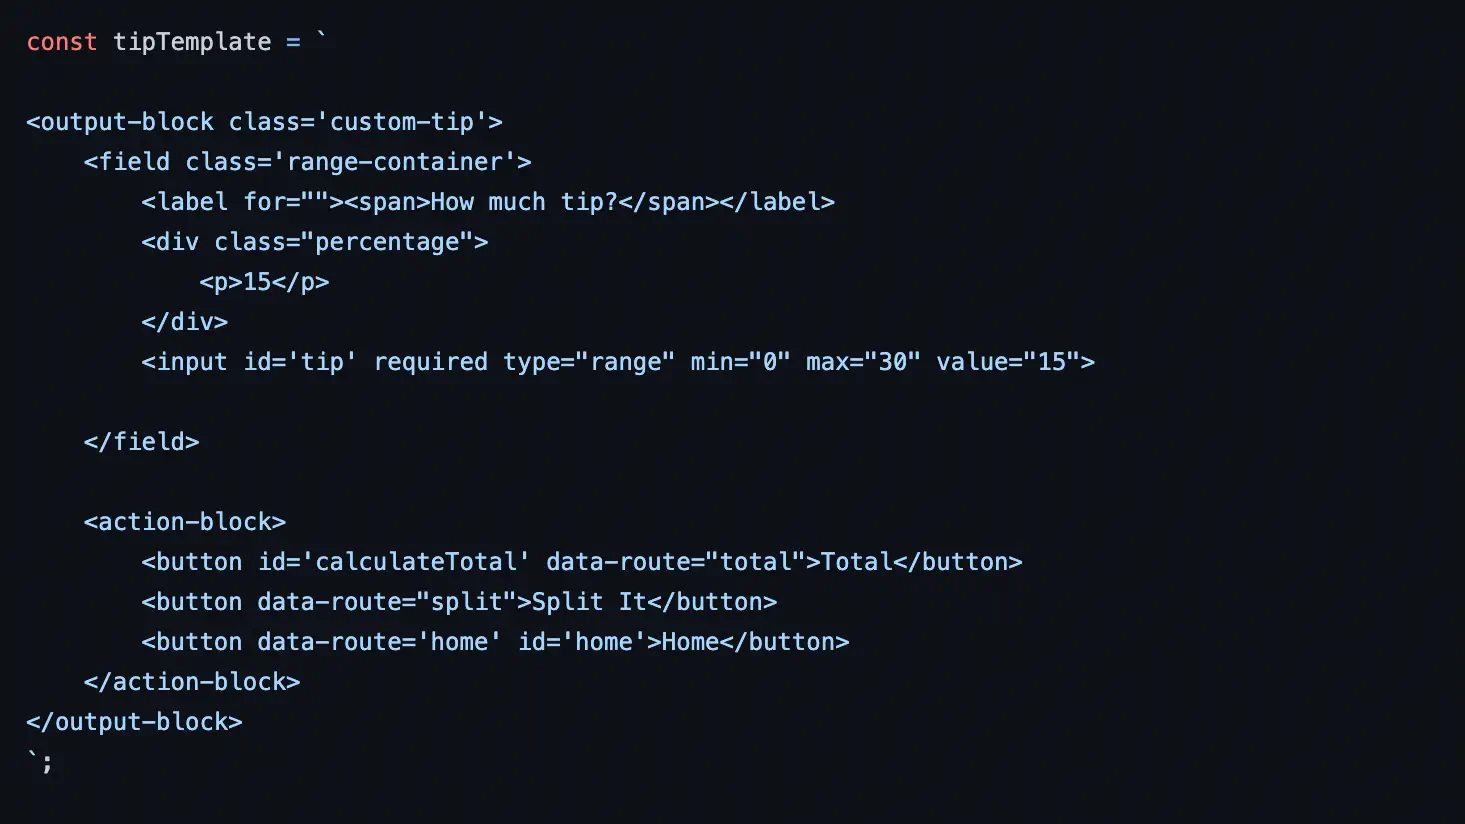 const tipTemplate = `
<output-block class='custom-tip'>
<field class='range-container'>
<label for=""><span>How much tip?</span></label>
<div class="percentage">
<p>15</p>
</div>
<input id='tip' required type="range" min="0" max="30" value="15">
</field>
<action-block>
<button id='calculateTotal' data-route="total">Total</button>
<button data-route="split">Split It</button>
<button data-route='home' id='home'>Home</button>
</action-block>
</output-block>
`;